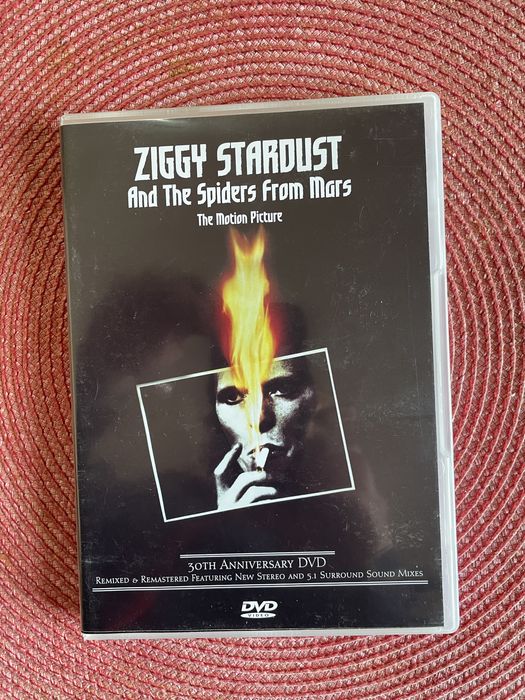 ZIGGY STARDUST
And The Spiders From Mars
The Motion Picture
30TH ANNIVERSARY DVD
REMIXED & REMASTERED FEATURING NEW STEREO AND 5.1 SURROUND SOUND MIXES
DVD
VIDEO